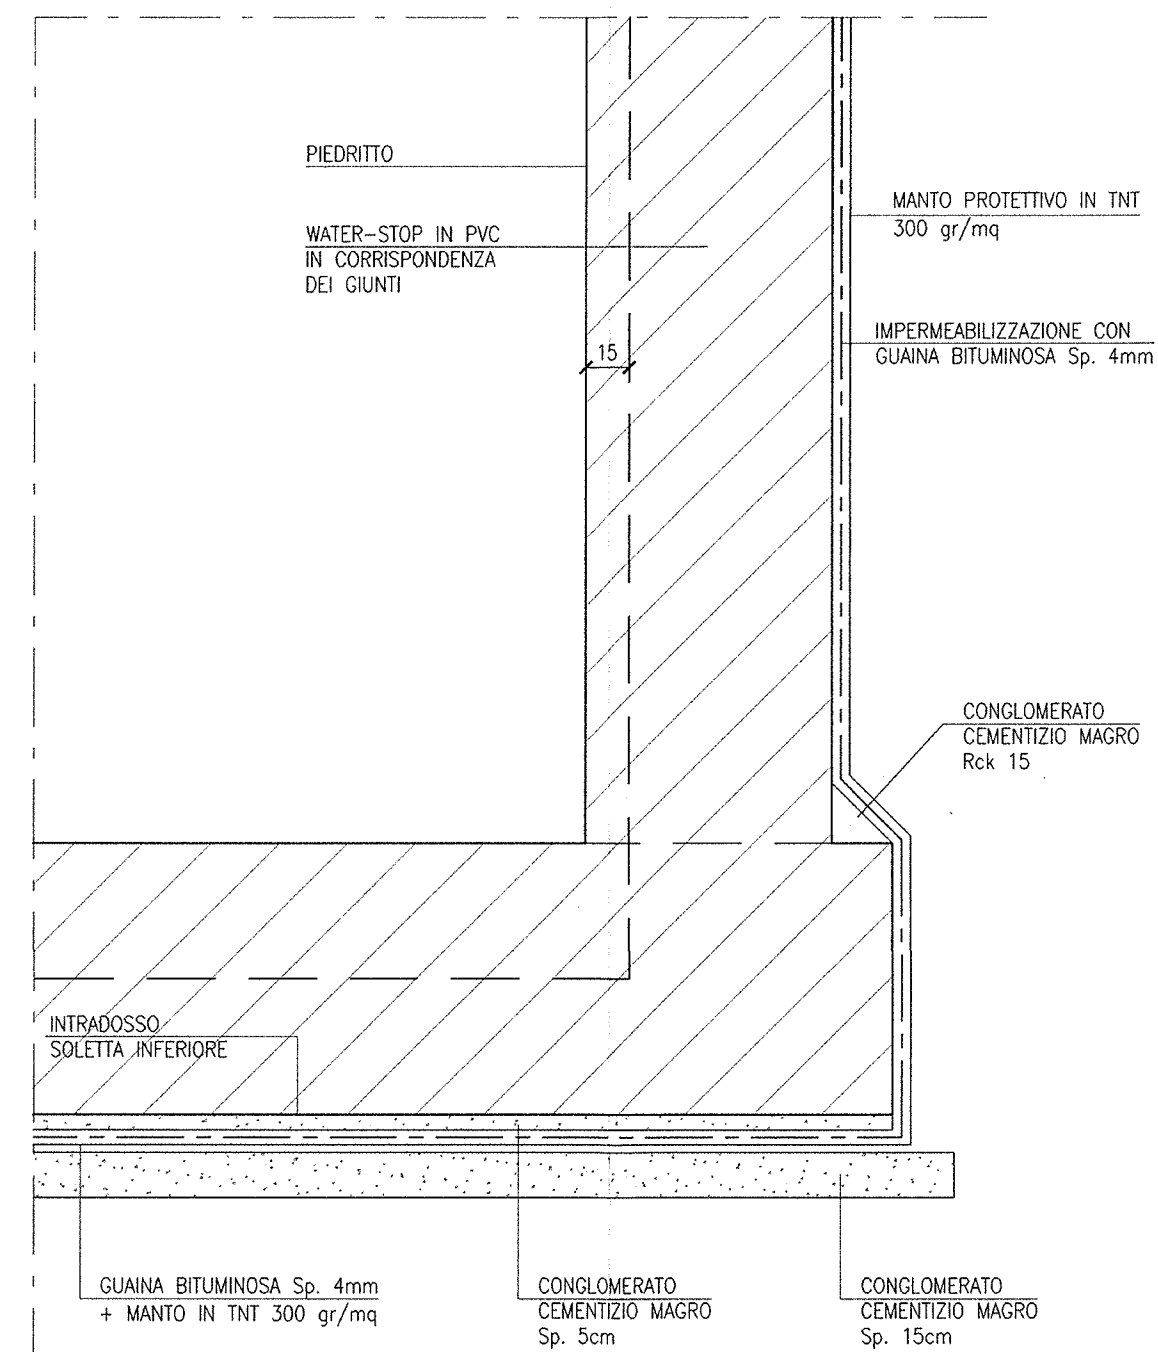 PIEDRITTO
MANTO PROTETTIVO IN TNT
300 gr/mq
WATER-STOP IN PVC
IN CORRISPONDENZA
DEI GIUNTI
IMPERMEABILIZZAZIONE CON
GUAINA BITUMINOSA Sp. 4mm
15
CONGLOMERATO
CEMENTIZIO MAGRO
Rck 15
INTRADOSSO
SOLETTA INFERIORE
GUAINA BITUMINOSA Sp. 4mm
+ MANTO IN TNT 300 gr/mq
CONGLOMERATO
CEMENTIZIO MAGRO
Sp. 5cm
CONGLOMERATO
CEMENTIZIO MAGRO
Sp. 15cm